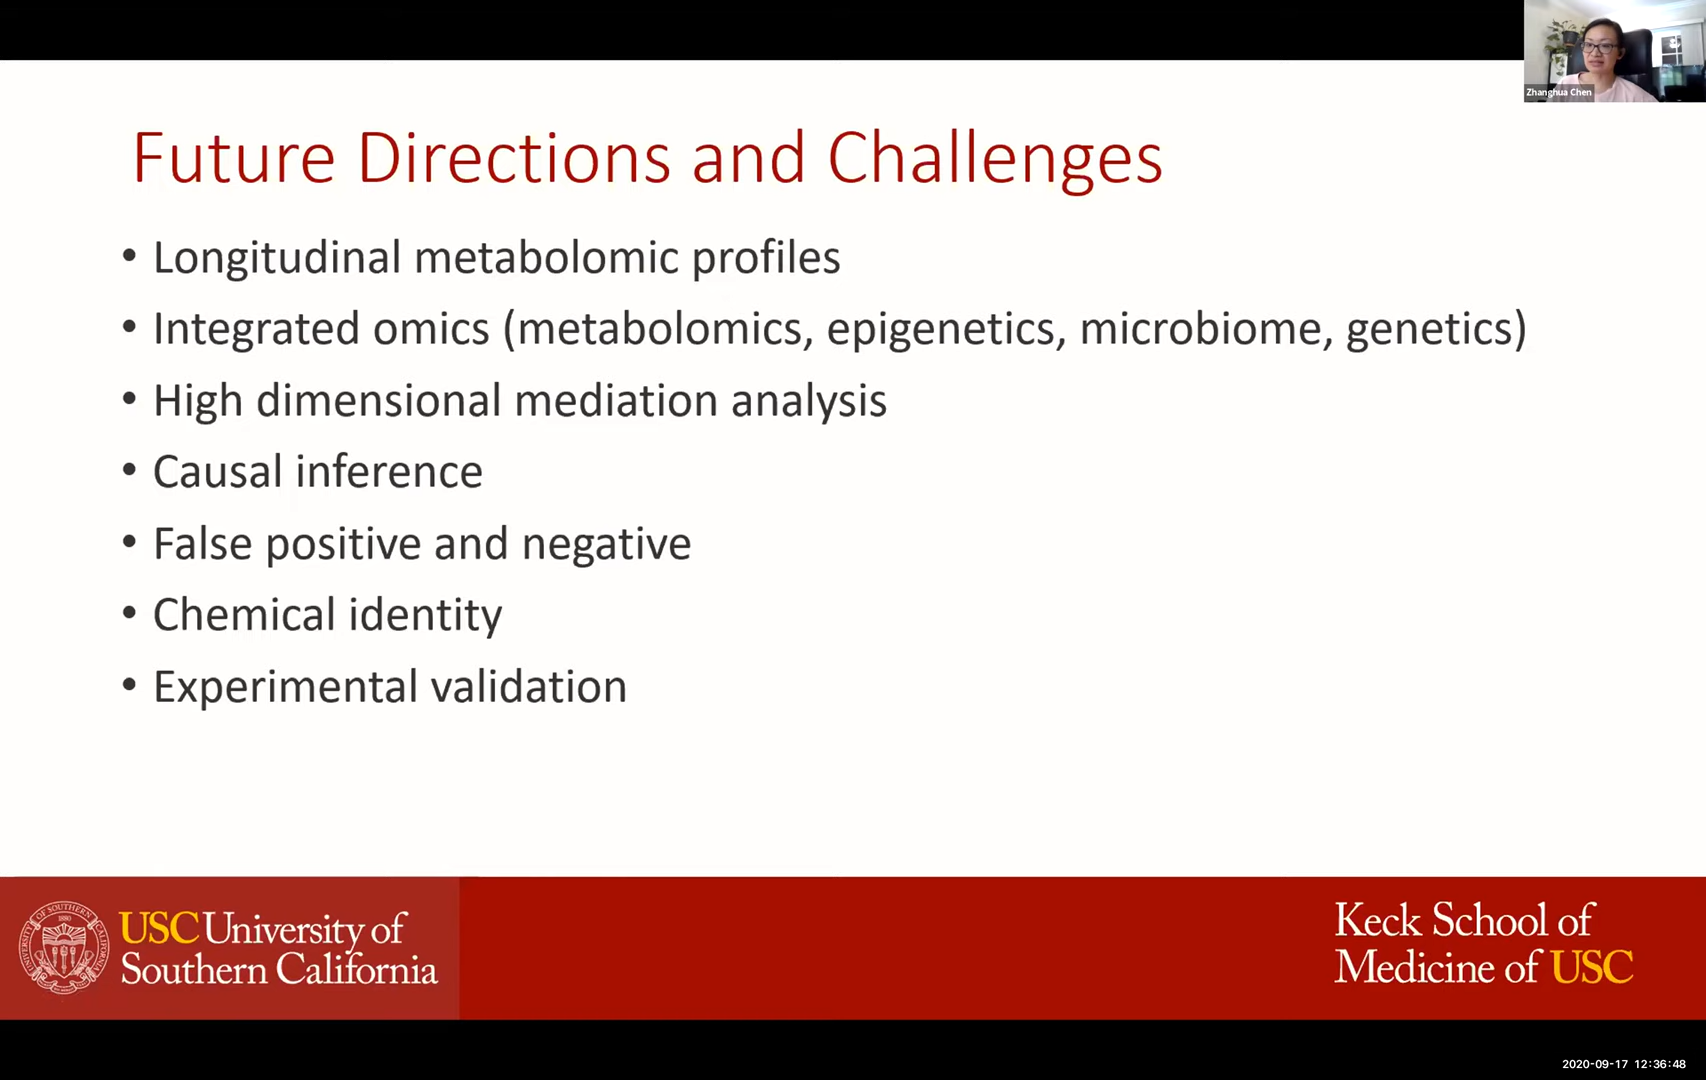 Zhanghua Chen
Future Directions and Challenges
• Longitudinal metabolomic profiles
• Integrated omics (metabolomics, epigenetics, microbiome, genetics)
• High dimensional mediation analysis
• Causal inference
• False positive and negative
• Chemical identity
• Experimental validation
USC University of
Southern California
Keck School of
Medicine of USC
2020-09-17 12:36:48